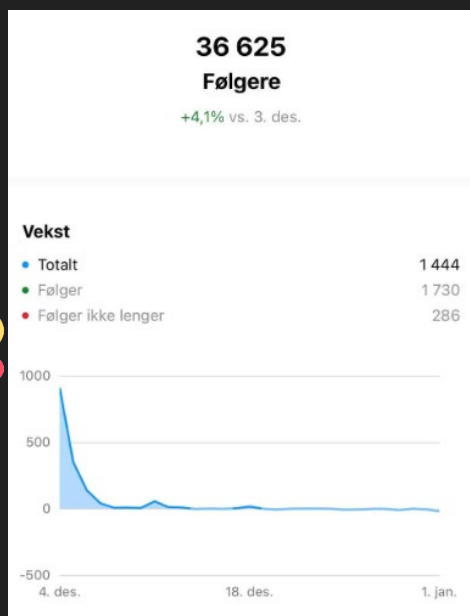 36 625
Følgere
+4,1% vs. 3. des.
Vekst
Totalt 1 444
Følger 1 730
Følger ikke lenger 286
1000
500
0
-500
4. des. 18. des. 1. jan.